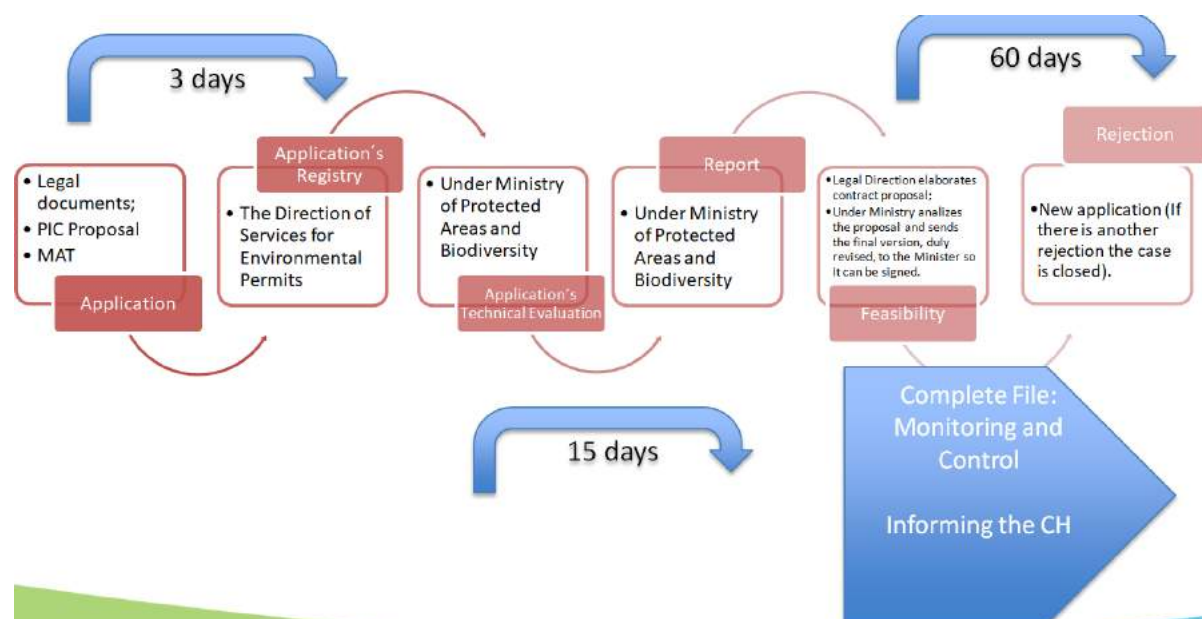 3 days
60 days
• Legal
documents;
• PIC Proposal
• MAT
Application
Application´s
Registry
• The Direction of
Services for
Environmental
Permits
• Under Ministry
of Protected
Areas and
Biodiversity
Application's
Technical Evaluation
15 days
Report
• Under Ministry
of Protected
Areas and
Biodiversity
•Legal Direction elaborates
contract proposal;
•Under Ministry analizes
the proposal and sends
the final version, duly
revised, to the Minister so
it can be signed.
Feasibility
Rejection
•New application (If
there is another
rejection the case
is closed).
Complete File:
Monitoring and
Control
Informing the CH